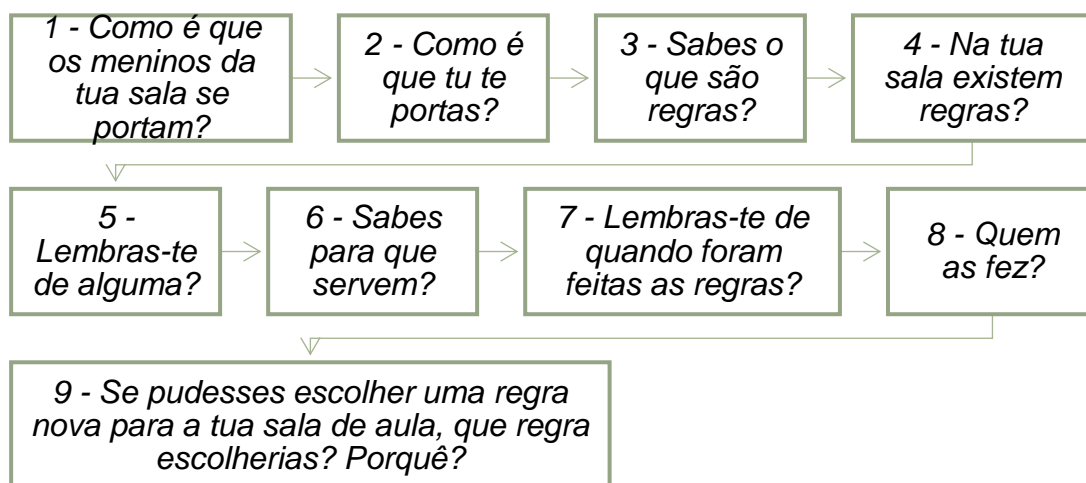 1 - Como é que
os meninos da
tua sala se
portam?
2 - Como é
que tu te
portas?
3 - Sabes o
que são
regras?
4 - Na tua
sala existem
regras?
5 -
Lembras-te
de alguma?
6 - Sabes
para que
servem?
7 - Lembras-te de
quando foram
feitas as regras?
8 - Quem
as fez?
9 - Se pudesses escolher uma regra
nova para a tua sala de aula, que regra
escolherias? Porquê?